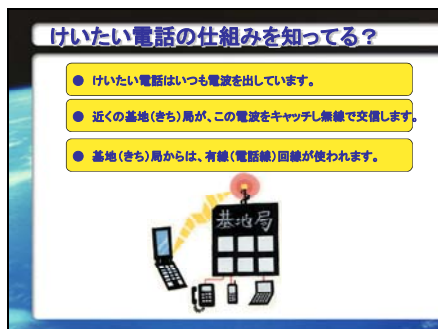 けいたい電話の仕組みを知ってる？
● けいたい電話はいつも電波を出しています。
● 近くの基地(きち)局が、この電波をキャッチし無線で交信します。
● 基地(きち)局からは、有線(電話線)回線が使われます。
基地局